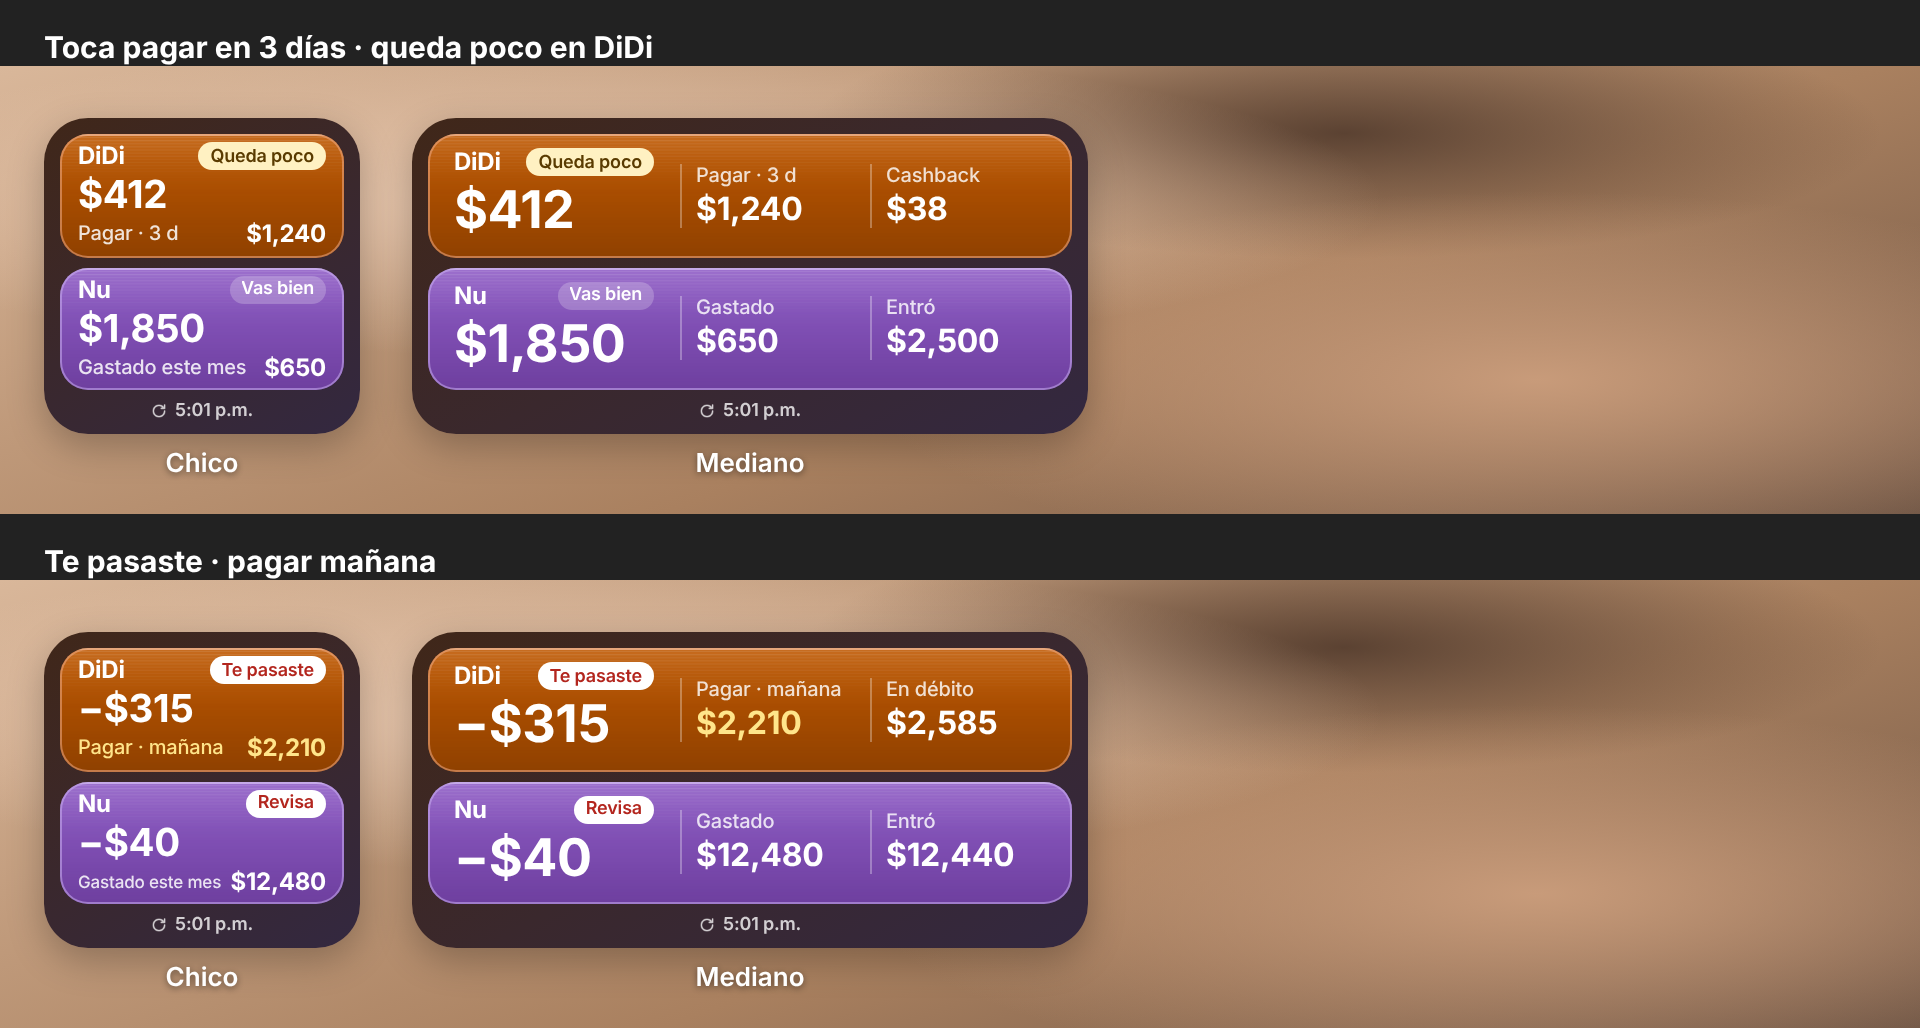 Toca pagar en 3 días · queda poco en DiDi
DiDi Queda poco
$412
Pagar · 3 d $1,240
Nu Vas bien
$1,850
Gastado este mes $650
5:01 p.m.
Chico
DiDi Queda poco
$412
Pagar · 3 d
$1,240
Cashback
$38
Nu Vas bien
$1,850
Gastado
$650
Entró
$2,500
5:01 p.m.
Mediano
Te pasaste · pagar mañana
DiDi Te pasaste
−$315
Pagar · mañana $2,210
Nu Revisa
−$40
Gastado este mes $12,480
5:01 p.m.
Chico
DiDi Te pasaste
−$315
Pagar · mañana
$2,210
En débito
$2,585
Nu Revisa
−$40
Gastado
$12,480
Entró
$12,440
5:01 p.m.
Mediano